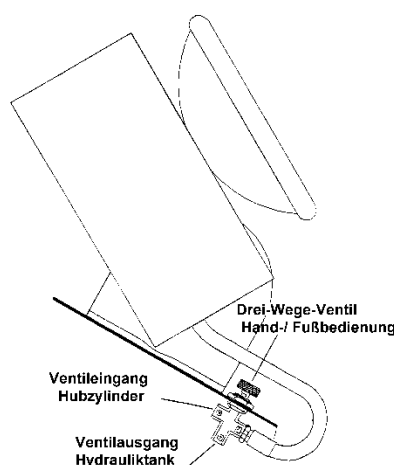 Drei-Wege-Ventil
Hand-/ Fußbedienung
Ventileingang
Hubzylinder
Ventilausgang
Hydrauliktank